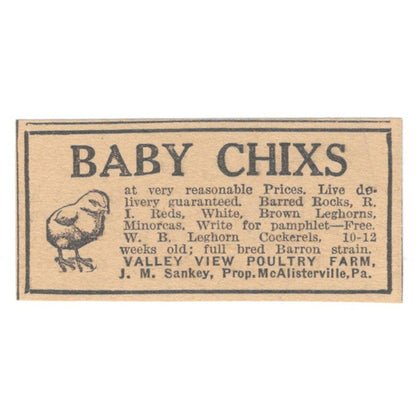 BABY CHIXS
at very reasonable Prices. Live de-
livery guaranteed. Barred Rocks, R.
I. Reds, White, Brown Leghorns,
Minorcas. Write for pamphlet—Free.
W. B. Leghorn Cockerels, 10-12
weeks old; full bred Barron strain.
VALLEY VIEW POULTRY FARM,
J. M. Sankey, Prop. McAlisterville, Pa.